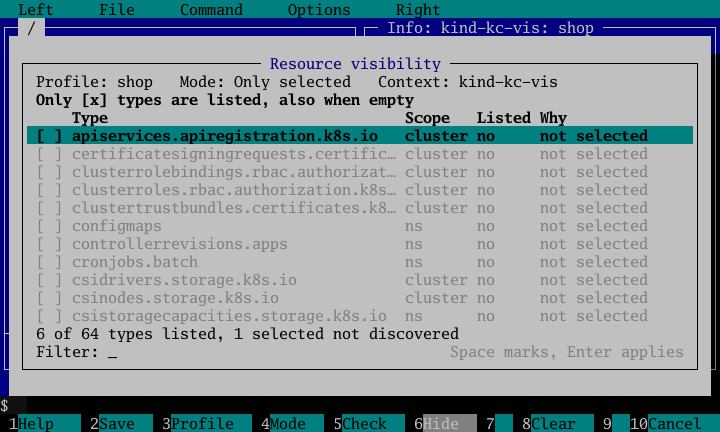 Left File Command Options Right
/ Info: kind-kc-vis: shop
Resource visibility
Profile: shop Mode: Only selected Context: kind-kc-vis
Only [x] types are listed, also when empty
Type Scope Listed Why
[ ] apiservices.apiregistration.k8s.io cluster no not selected
[ ] certificatesigningrequests.certific… cluster no not selected
[ ] clusterrolebindings.rbac.authorizat… cluster no not selected
[ ] clusterroles.rbac.authorization.k8s… cluster no not selected
[ ] clustertrustbundles.certificates.k8… cluster no not selected
[ ] configmaps ns no not selected
[ ] controllerrevisions.apps ns no not selected
[ ] cronjobs.batch ns no not selected
[ ] csidrivers.storage.k8s.io cluster no not selected
[ ] csinodes.storage.k8s.io cluster no not selected
[ ] csistoragecapacities.storage.k8s.io ns no not selected
6 of 64 types listed, 1 selected not discovered
Filter: _ Space marks, Enter applies
$
1Help 2Save 3Profile 4Mode 5Check 6Hide 7 8Clear 9 10Cancel